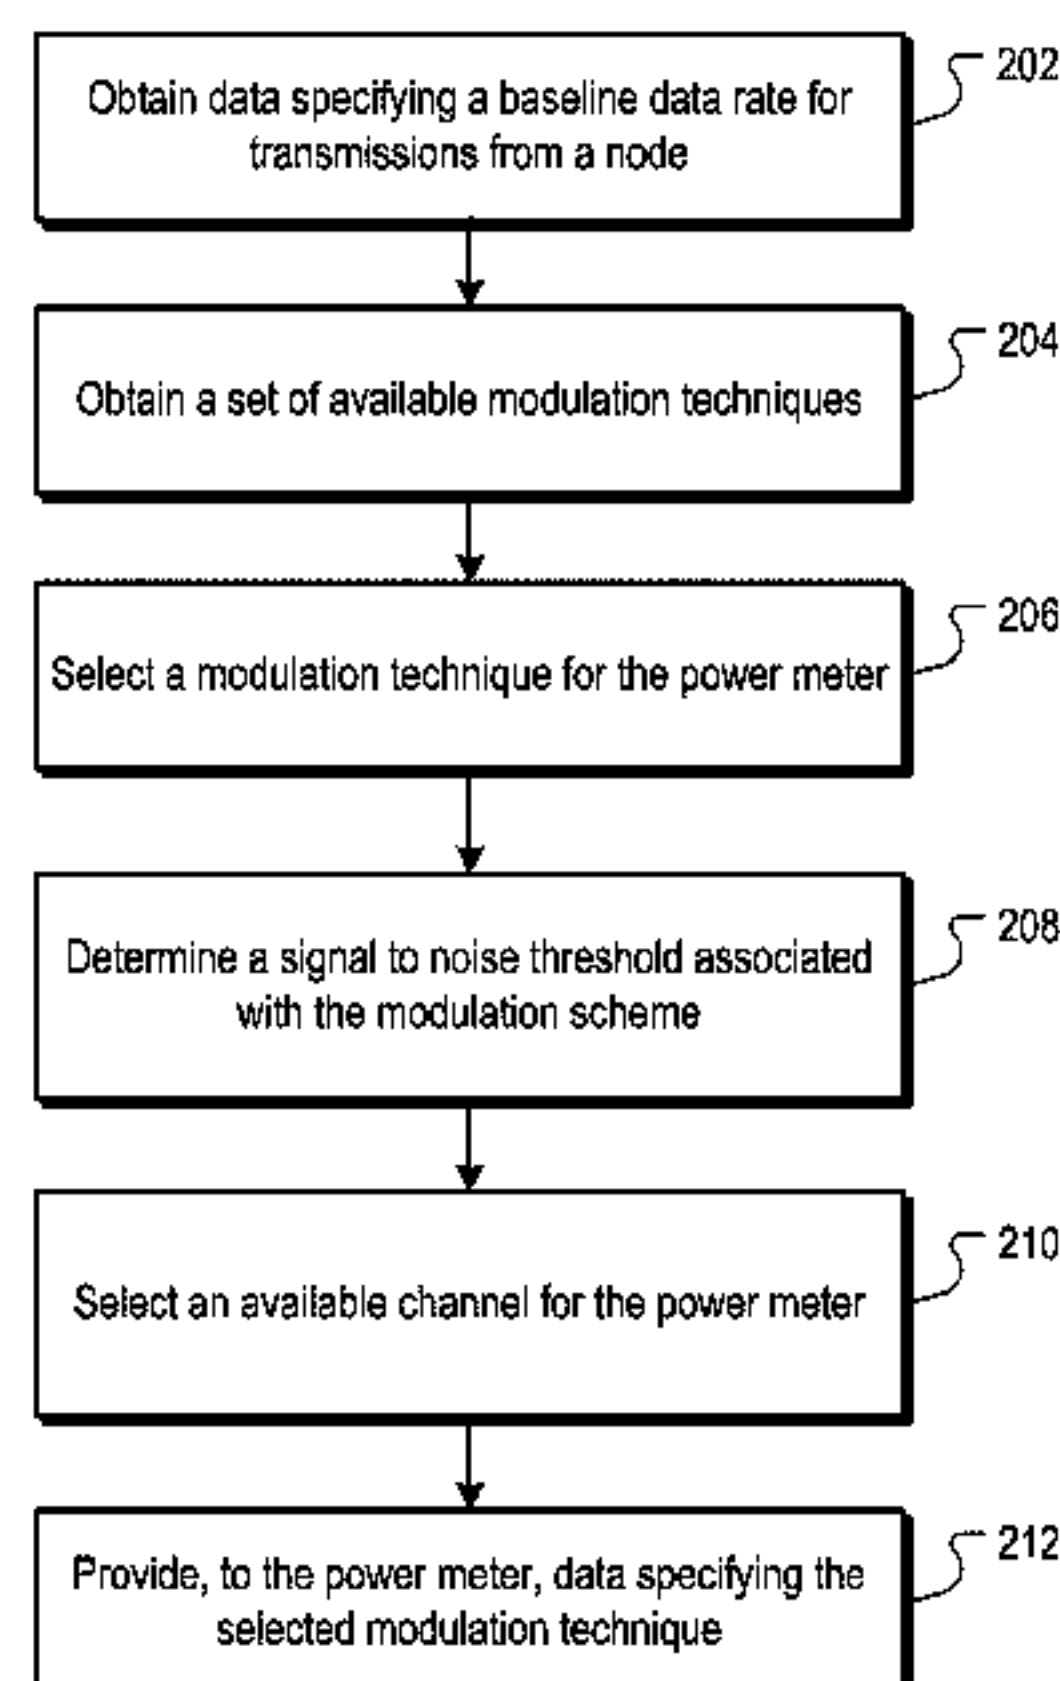 Obtain data specifying a baseline data rate for
transmissions from a node
202
Obtain a set of available modulation techniques
204
Select a modulation technique for the power meter
206
Determine a signal to noise threshold associated
with the modulation scheme
208
Select an available channel for the power meter
210
Provide, to the power meter, data specifying the
selected modulation technique
212